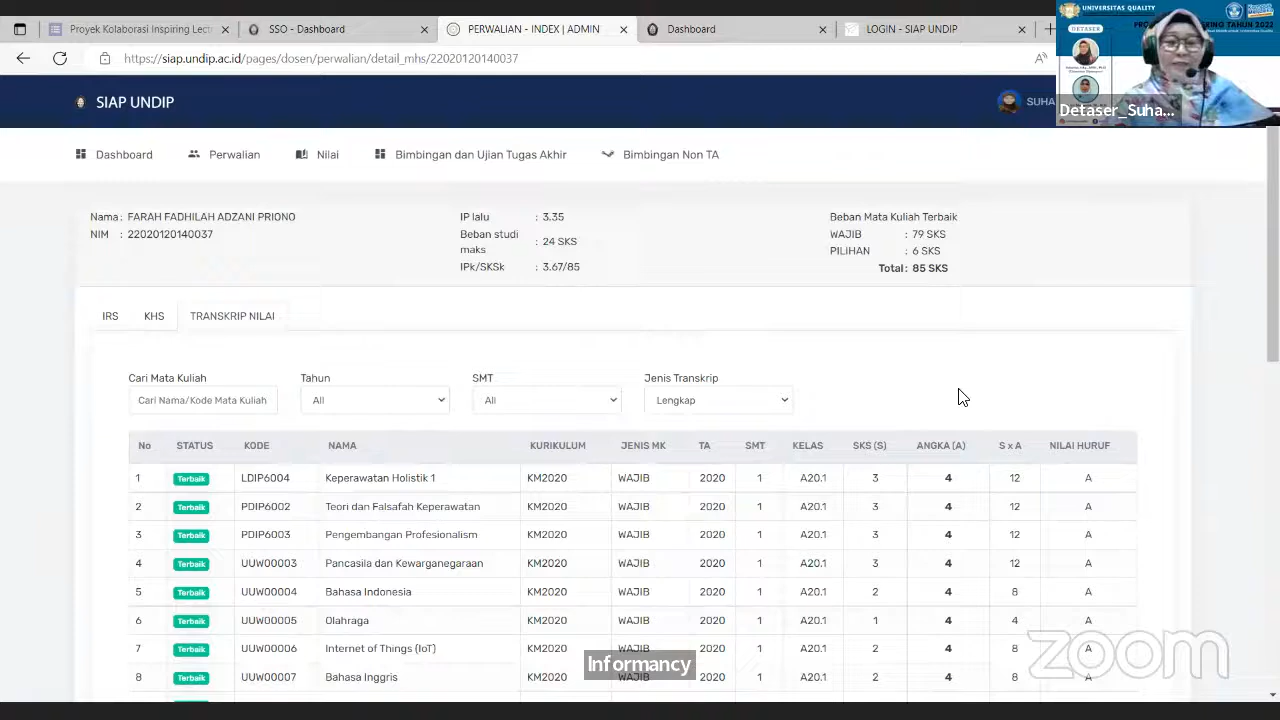 Proyek Kolaborasi Inspiring Lect
SSO - Dashboard
PERWALIAN
ADMIN
Dashboard
LOGIN - SIAP UNDIP
https://siap.undip.ac.id/pages/dosen/perwalian/detail_mhs/22020120140037
UNIVERSITAS QUALITY
DETASER
Detaser_Suha...
SIAP UNDIP
SUHA
Dashboard
Perwalian
Nilai
Bimbingan dan Ujian Tugas Akhir
Bimbingan Non TA
Nama : FARAH FADHILAH ADZANI PRIONO
NIM : 22020120140037
IP lalu : 3.35
Beban studi maks : 24 SKS
IPk/SKSk : 3.67/85
Beban Mata Kuliah Terbaik
WAJIB : 79 SKS
PILIHAN : 6 SKS
Total : 85 SKS
IRS KHS TRANSKRIP NILAI
Cari Mata Kuliah Tahun SMT Jenis Transkrip
Cari Nama/Kode Mata Kuliah All All Lengkap
No STATUS KODE NAMA KURIKULUM JENIS MK TA SMT KELAS SKS (S) ANGKA (A) S x A NILAI HURUF
1 Terbaik LDIP6004 Keperawatan Holistik 1 KM2020 WAJIB 2020 1 A20.1 3 4 12 A
2 Terbaik PDIP6002 Teori dan Falsafah Keperawatan KM2020 WAJIB 2020 1 A20.1 3 4 12 A
3 Terbaik PDIP6003 Pengembangan Profesionalism KM2020 WAJIB 2020 1 A20.1 3 4 12 A
4 Terbaik UUW00003 Pancasila dan Kewarganegaraan KM2020 WAJIB 2020 1 A20.1 3 4 12 A
5 Terbaik UUW00004 Bahasa Indonesia KM2020 WAJIB 2020 1 A20.1 2 4 8 A
6 Terbaik UUW00005 Olahraga KM2020 WAJIB 2020 1 A20.1 1 4 4 A
7 Terbaik UUW00006 Internet of Things (IoT) KM2020 WAJIB 2020 1 A20.1 2 4 8 A
8 Terbaik UUW00007 Bahasa Inggris KM2020 WAJIB 2020 1 A20.1 2 4 8 A
Informancy
zoom